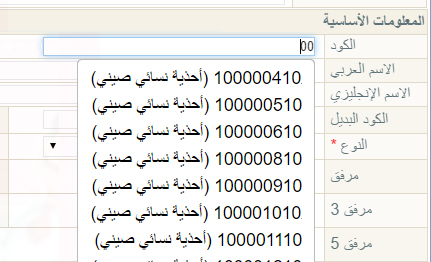 المعلومات الأساسية
الكود
00
الاسم العربي
الاسم الإنجليزي
الكود البديل
النوع *
مرفق
مرفق 3
مرفق 5
100000410 (أحذية نسائي صيني)
100000510 (أحذية نسائي صيني)
100000610 (أحذية نسائي صيني)
100000810 (أحذية نسائي صيني)
100000910 (أحذية نسائي صيني)
100001010 (أحذية نسائي صيني)
100001110 (أحذية نسائي صيني)